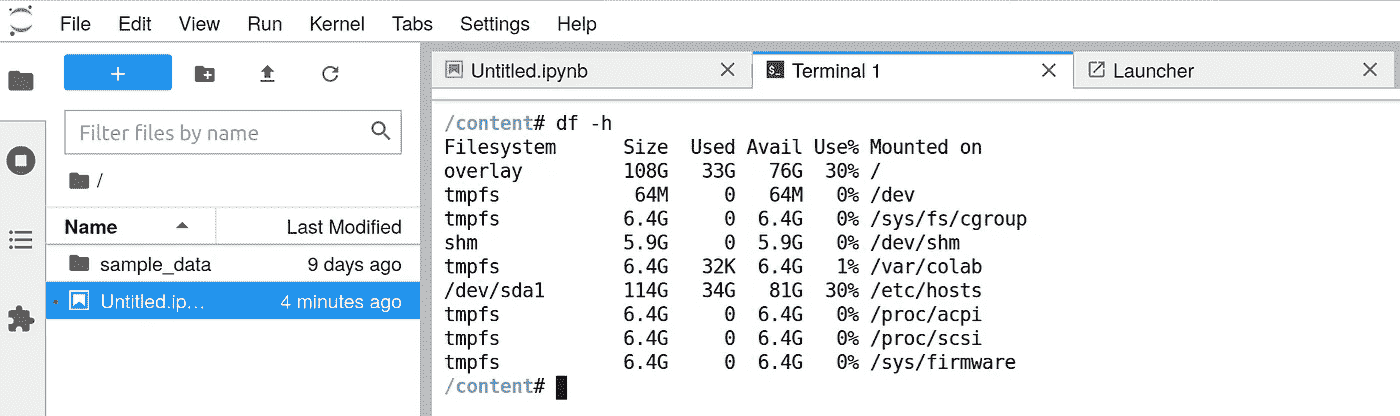 File Edit View Run Kernel Tabs Settings Help
+
Filter files by name
/
Name Last Modified
sample_data 9 days ago
Untitled.ip... 4 minutes ago
Untitled.ipynb Terminal 1 Launcher
/content# df -h
Filesystem Size Used Avail Use% Mounted on
overlay 108G 33G 76G 30% /
tmpfs 64M 0 64M 0% /dev
tmpfs 6.4G 0 6.4G 0% /sys/fs/cgroup
shm 5.9G 0 5.9G 0% /dev/shm
tmpfs 6.4G 32K 6.4G 1% /var/colab
/dev/sda1 114G 34G 81G 30% /etc/hosts
tmpfs 6.4G 0 6.4G 0% /proc/acpi
tmpfs 6.4G 0 6.4G 0% /proc/scsi
tmpfs 6.4G 0 6.4G 0% /sys/firmware
/content#